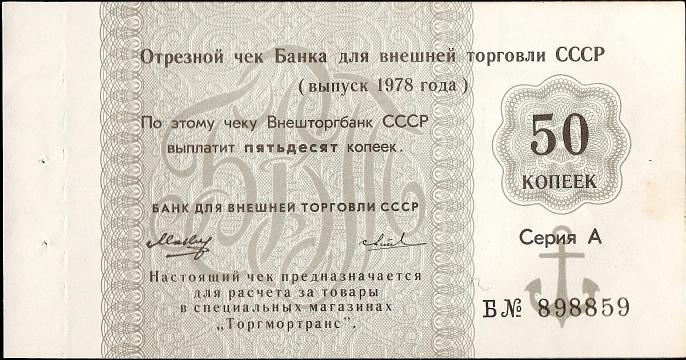 Отрезной чек Банка для внешней торговли СССР
(выпуск 1978 года)
По этому чеку Внешторгбанк СССР
выплатит пятьдесят копеек.
50
КОПЕЕК
БАНК ДЛЯ ВНЕШНЕЙ ТОРГОВЛИ СССР
Серия А
Настоящий чек предназначается
для расчета за товары
в специальных магазинах
„Торгмортранс".
Б№ 898859